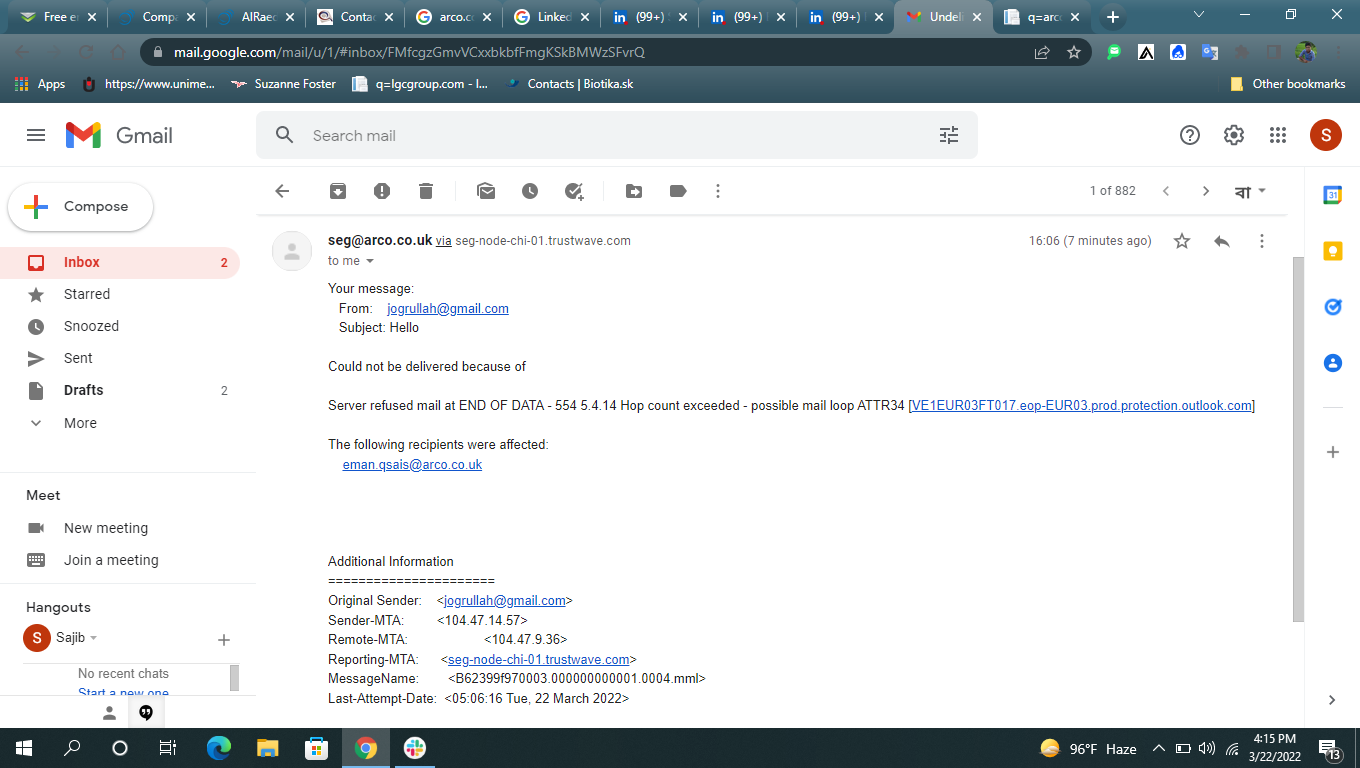 Free er
Compa
AIRaec
Contac
arco.co
Linked
(99+)
(99+)
(99+)
Undeli
q=arco
mail.google.com/mail/u/1/#inbox/FMfcgzGmvVCxxbkbfFmgKSkBMWzSFvrQ
Apps
https://www.unime...
Suzanne Foster
q=lgcgroup.com - l...
Contacts | Biotika.sk
Other bookmarks
Gmail
Search mail
S
Compose
1 of 882
বা
Inbox 2
Starred
Snoozed
Sent
Drafts 2
More
Meet
New meeting
Join a meeting
Hangouts
S Sajib
No recent chats
Start a new one
seg@arco.co.uk via seg-node-chi-01.trustwave.com
16:06 (7 minutes ago)
to me
Your message:
From: jogrullah@gmail.com
Subject: Hello
Could not be delivered because of
Server refused mail at END OF DATA - 554 5.4.14 Hop count exceeded - possible mail loop ATTR34 [VE1EUR03FT017.eop-EUR03.prod.protection.outlook.com]
The following recipients were affected:
eman.qsais@arco.co.uk
Additional Information
======================
Original Sender: <jogrullah@gmail.com>
Sender-MTA: <104.47.14.57>
Remote-MTA: <104.47.9.36>
Reporting-MTA: <seg-node-chi-01.trustwave.com>
MessageName: <B62399f970003.000000000001.0004.mml>
Last-Attempt-Date: <05:06:16 Tue, 22 March 2022>
31
96°F Haze
4:15 PM
3/22/2022
13